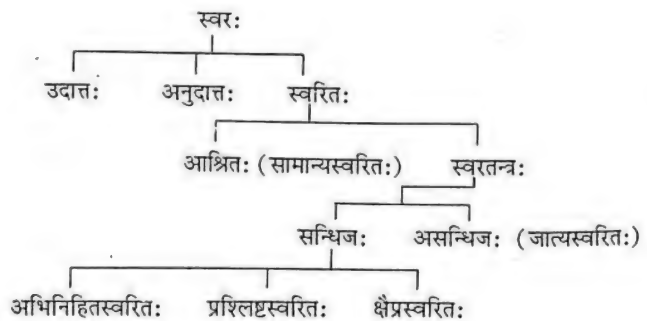 स्वरः
उदात्तः अनुदात्तः स्वरितः
आश्रितः (सामान्यस्वरितः) स्वरतन्त्रः
सन्धिजः असन्धिजः (जात्यस्वरितः)
अभिनिहितस्वरितः प्रश्लिष्टस्वरितः क्षैप्रस्वरितः